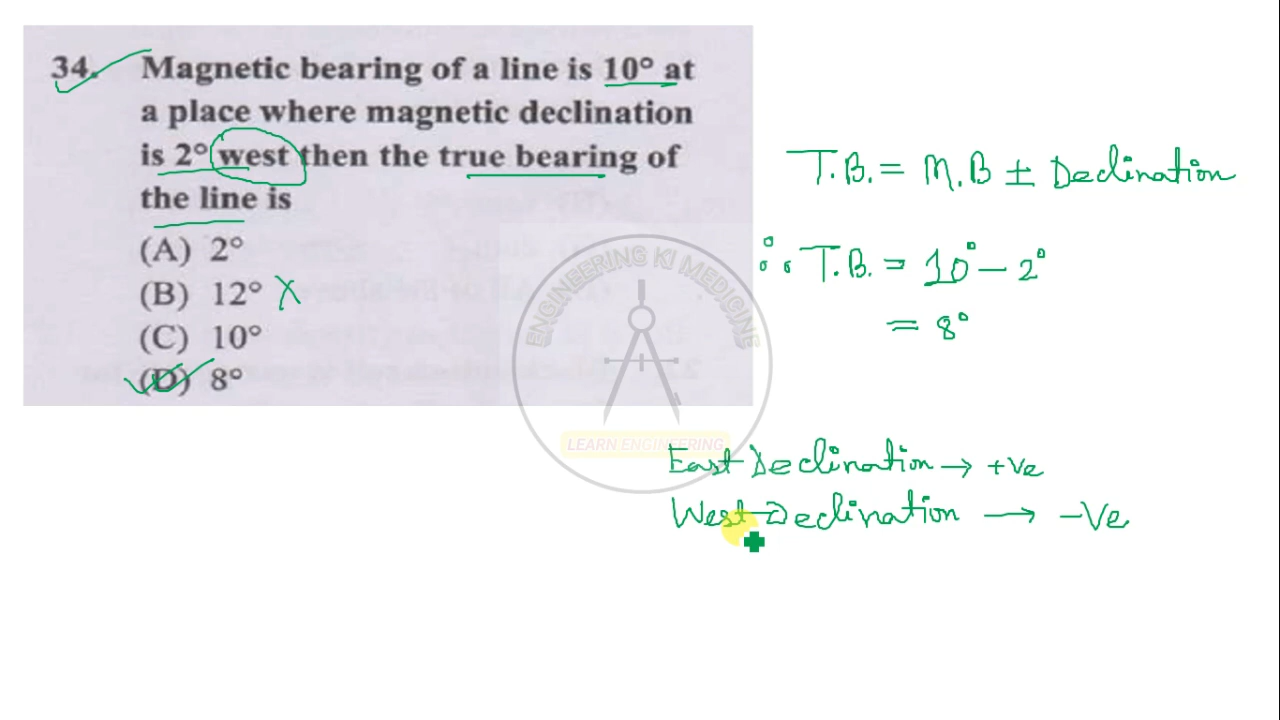 34. Magnetic bearing of a line is 10° at
a place where magnetic declination
is 2° west then the true bearing of
the line is
(A) 2°
(B) 12° X
(C) 10°
(D) 8°
T.B. = M.B ± Declination
∴ T.B. = 10° - 2°
= 8°
ENGINEERING KI MEDICINE
LEARN ENGINEERING
East Declination → +ve
West Declination → -ve